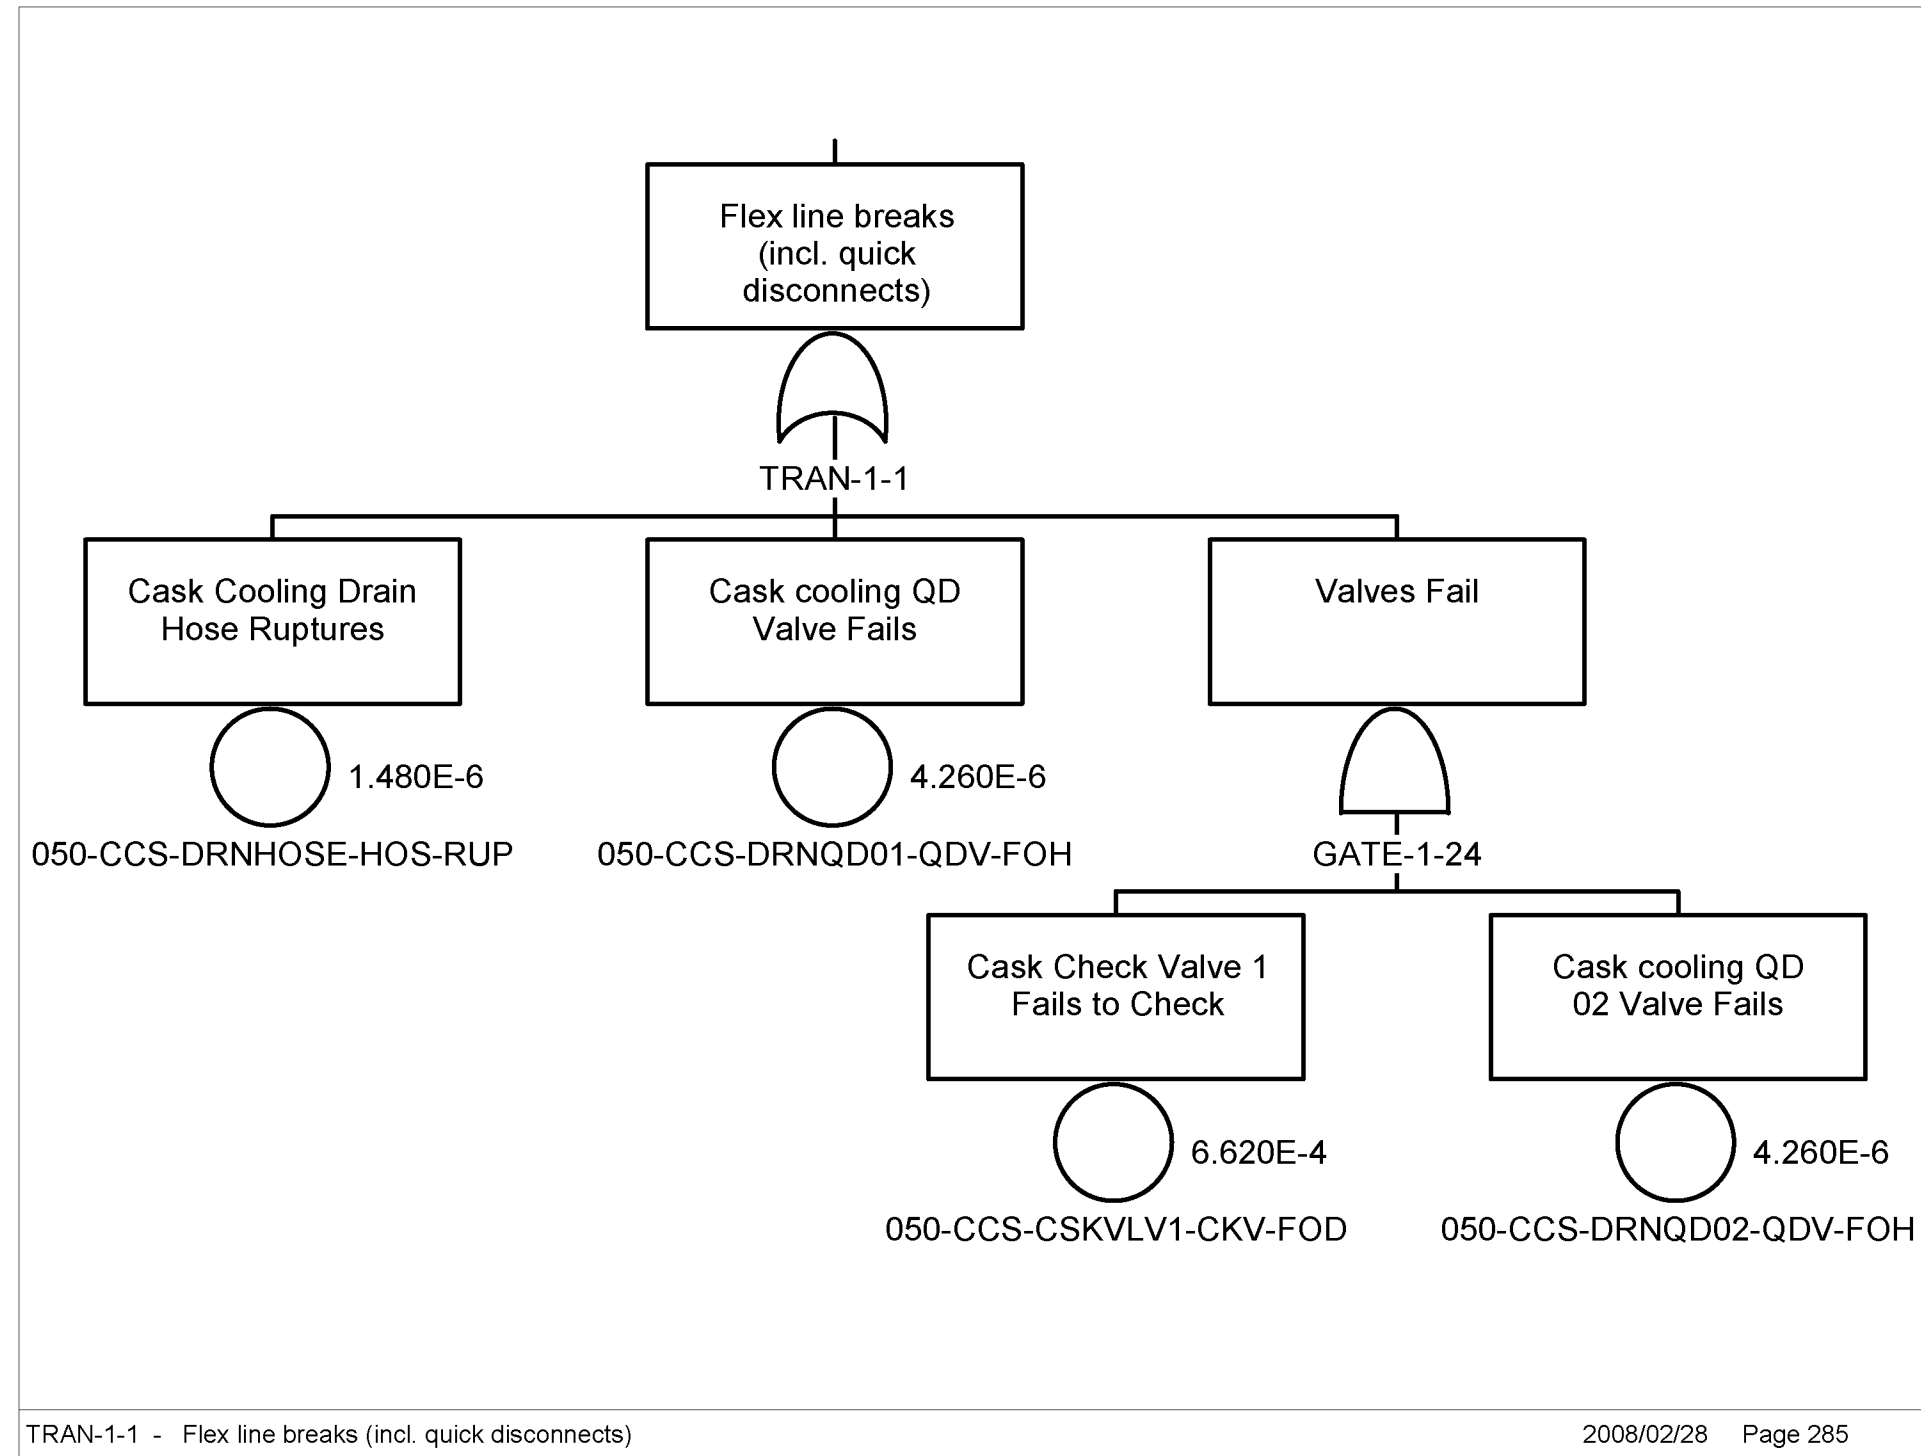 Flex line breaks
(incl. quick
disconnects)
TRAN-1-1
Cask Cooling Drain
Hose Ruptures
Cask cooling QD
Valve Fails
Valves Fail
1.480E-6
4.260E-6
050-CCS-DRNHOSE-HOS-RUP
050-CCS-DRNQD01-QDV-FOH
GATE-1-24
Cask Check Valve 1
Fails to Check
Cask cooling QD
02 Valve Fails
6.620E-4
4.260E-6
050-CCS-CSKVLV1-CKV-FOD
050-CCS-DRNQD02-QDV-FOH
TRAN-1-1 - Flex line breaks (incl. quick disconnects)
2008/02/28 Page 285